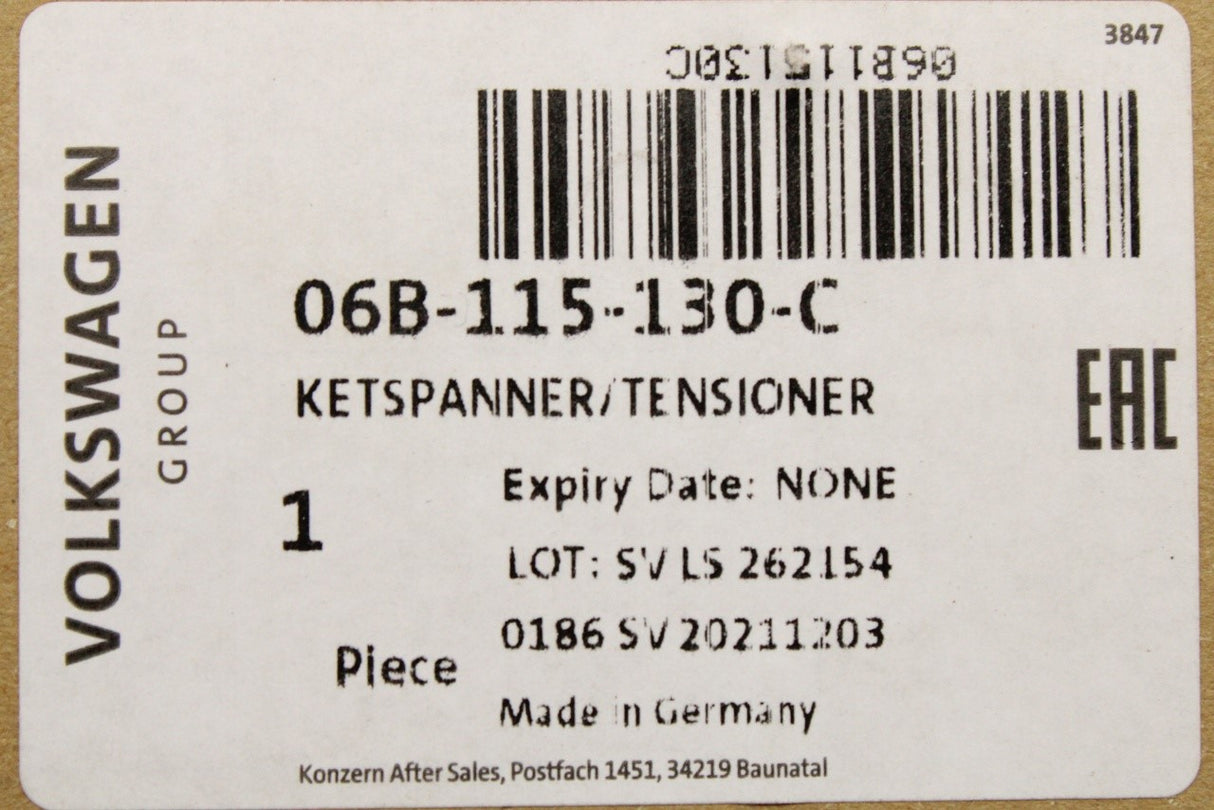 3847
06B115130C
06B-115-130-C
KETSPANNER/TENSIONER
EAC
1
Expiry Date: NONE
LOT: SV LS 262154
0186 SV 20211203
Piece
Made in Germany
Konzern After Sales, Postfach 1451, 34219 Baunatal
VOLKSWAGEN
GROUP